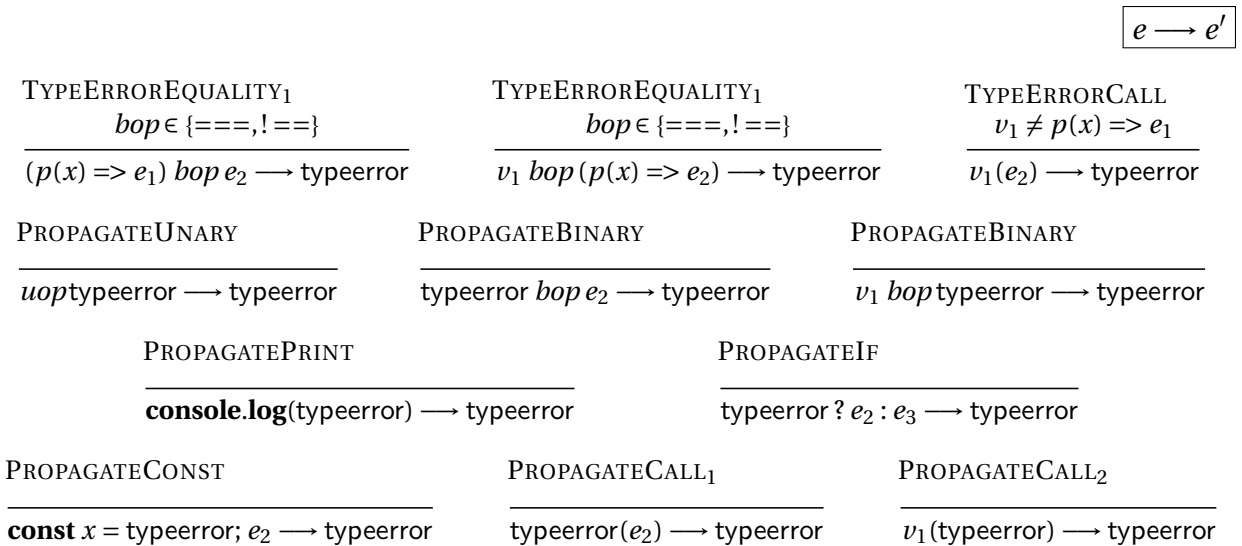 e ⟶ e′
TYPEERROREQUALITY₁ TYPEERROREQUALITY₁ TYPEERRORCALL
bop ∈ {===, ! ==} bop ∈ {===, ! ==} v₁ ≠ p(x) => e₁
(p(x) => e₁) bop e₂ ⟶ typeerror v₁ bop (p(x) => e₂) ⟶ typeerror v₁(e₂) ⟶ typeerror
PROPAGATEUNARY PROPAGATEBINARY PROPAGATEBINARY
uop typeerror ⟶ typeerror typeerror bop e₂ ⟶ typeerror v₁ bop typeerror ⟶ typeerror
PROPAGATEPRINT PROPAGATEIF
console.log(typeerror) ⟶ typeerror typeerror ? e₂ : e₃ ⟶ typeerror
PROPAGATECONST PROPAGATECALL₁ PROPAGATECALL₂
const x = typeerror; e₂ ⟶ typeerror typeerror(e₂) ⟶ typeerror v₁(typeerror) ⟶ typeerror